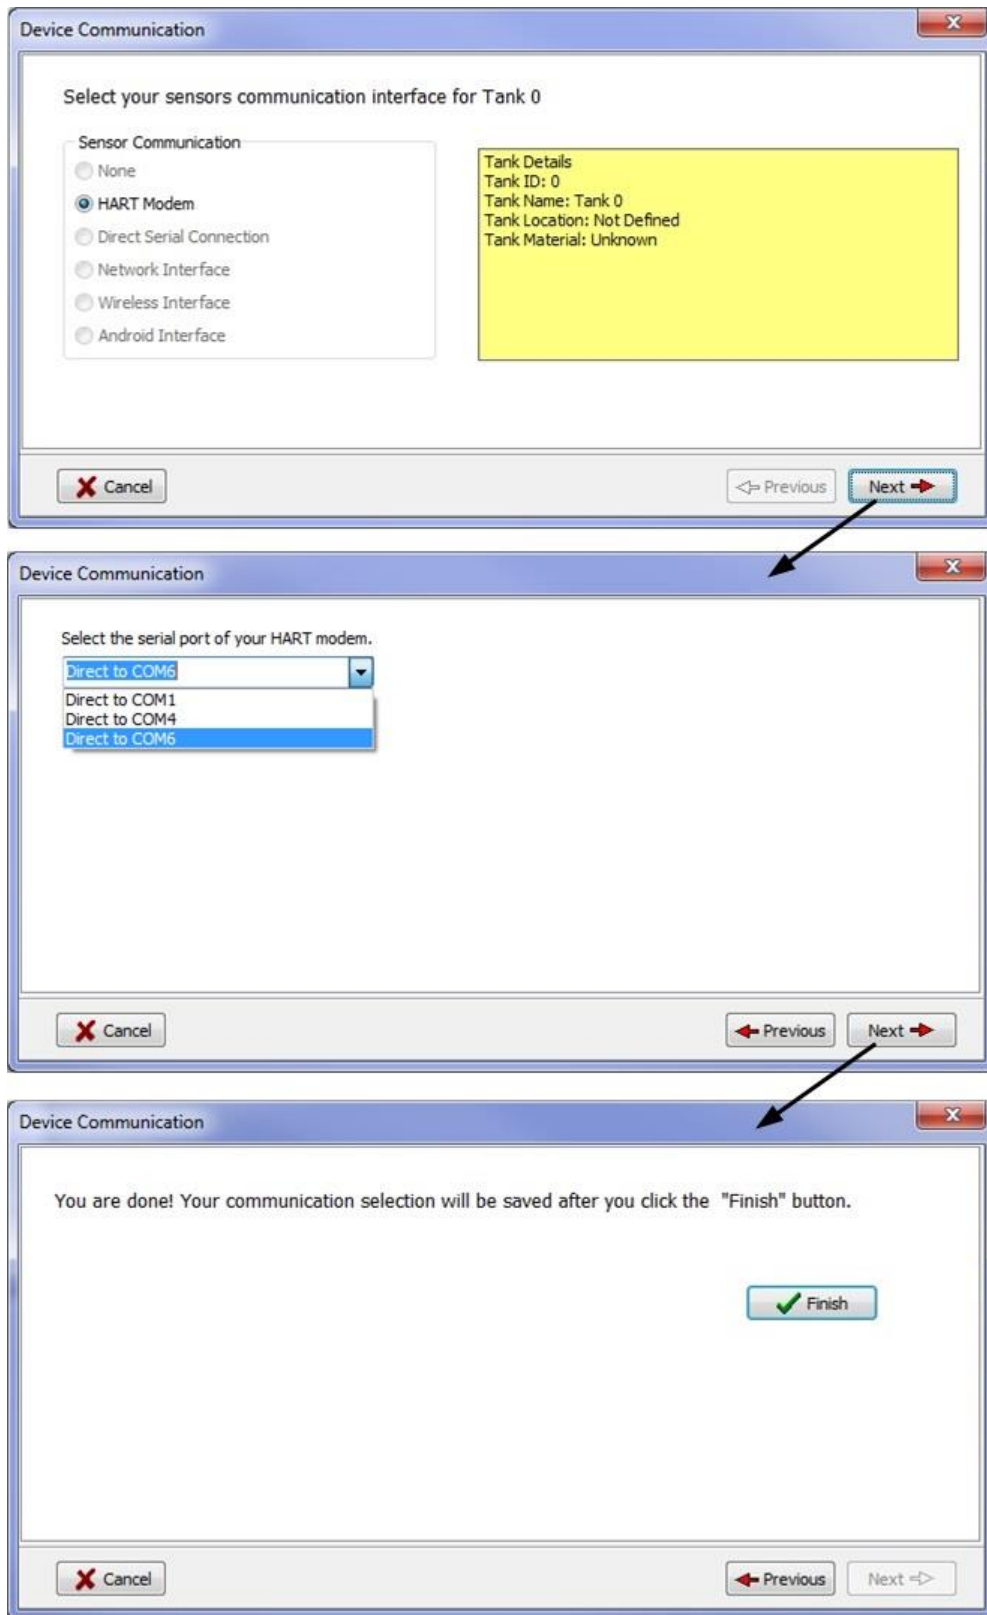 Device Communication
X
Select your sensors communication interface for Tank 0
Sensor Communication
None
HART Modem
Direct Serial Connection
Network Interface
Wireless Interface
Android Interface
Tank Details
Tank ID: 0
Tank Name: Tank 0
Tank Location: Not Defined
Tank Material: Unknown
Cancel
Previous
Next
Device Communication
X
Select the serial port of your HART modem.
Direct to COM6
Direct to COM1
Direct to COM4
Direct to COM6
Cancel
Previous
Next
Device Communication
X
You are done! Your communication selection will be saved after you click the "Finish" button.
Finish
Cancel
Previous
Next